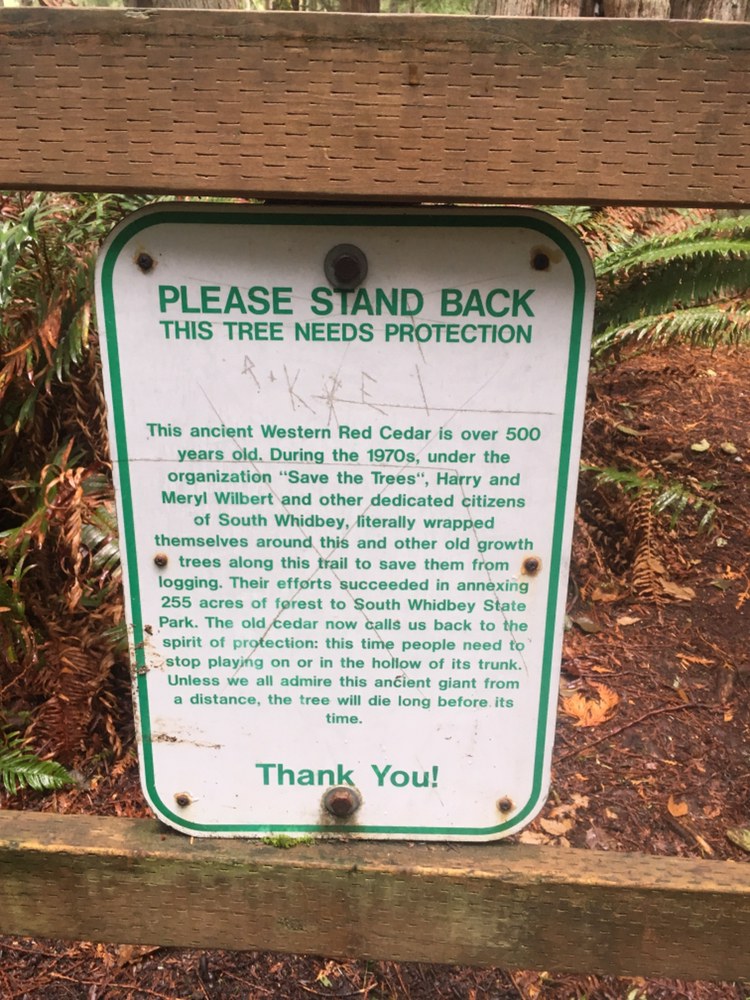 PLEASE STAND BACK
THIS TREE NEEDS PROTECTION
This ancient Western Red Cedar is over 500
years old. During the 1970s, under the
organization "Save the Trees", Harry and
Meryl Wilbert and other dedicated citizens
of South Whidbey, literally wrapped
themselves around this and other old growth
trees along this trail to save them from
logging. Their efforts succeeded in annexing
255 acres of forest to South Whidbey State
Park. The old cedar now calls us back to the
spirit of protection: this time people need to
stop playing on or in the hollow of its trunk.
Unless we all admire this ancient giant from
a distance, the tree will die long before its
time.
Thank You!